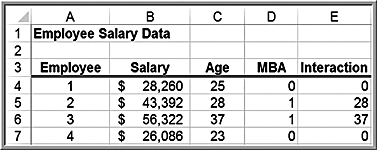 A B C D E
1 Employee Salary Data
2
3 Employee Salary Age MBA Interaction
4 1 $ 28,260 25 0 0
5 2 $ 43,392 28 1 28
6 3 $ 56,322 37 1 37
7 4 $ 26,086 23 0 0